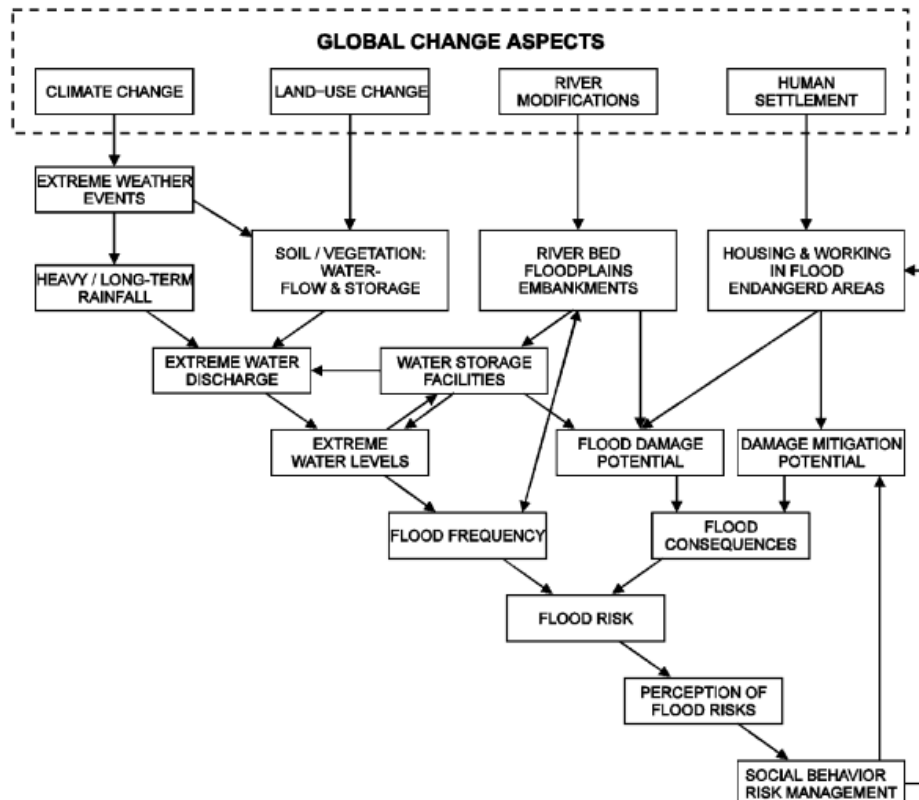 GLOBAL CHANGE ASPECTS
CLIMATE CHANGE
LAND-USE CHANGE
RIVER
MODIFICATIONS
HUMAN
SETTLEMENT
EXTREME WEATHER
EVENTS
SOIL / VEGETATION:
WATER-
FLOW & STORAGE
RIVER BED
FLOODPLAINS
EMBANKMENTS
HOUSING & WORKING
IN FLOOD
ENDANGERD AREAS
HEAVY / LONG-TERM
RAINFALL
EXTREME WATER
DISCHARGE
WATER STORAGE
FACILITIES
EXTREME
WATER LEVELS
FLOOD DAMAGE
POTENTIAL
DAMAGE MITIGATION
POTENTIAL
FLOOD FREQUENCY
FLOOD
CONSEQUENCES
FLOOD RISK
PERCEPTION OF
FLOOD RISKS
SOCIAL BEHAVIOR
RISK MANAGEMENT